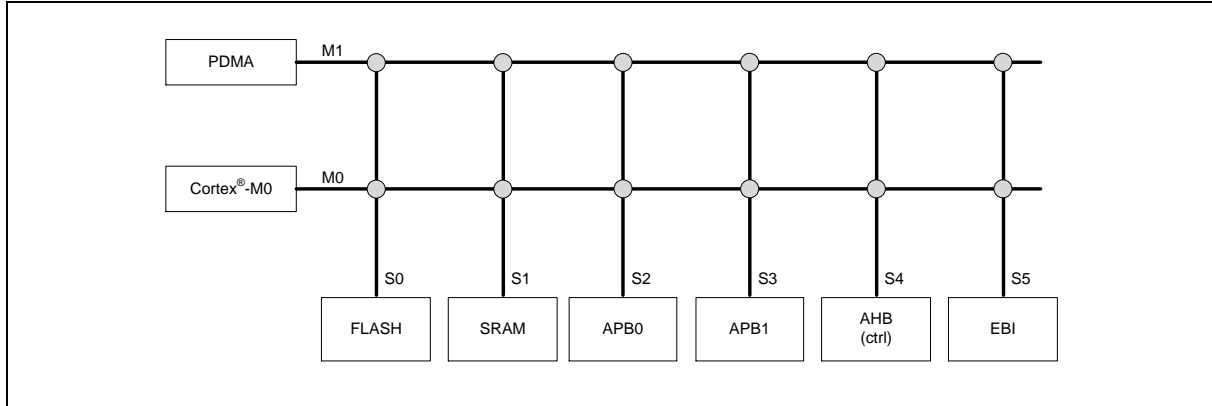 PDMA
M1
Cortex®-M0
M0
S0
S1
S2
S3
S4
S5
FLASH
SRAM
APB0
APB1
AHB
(ctrl)
EBI